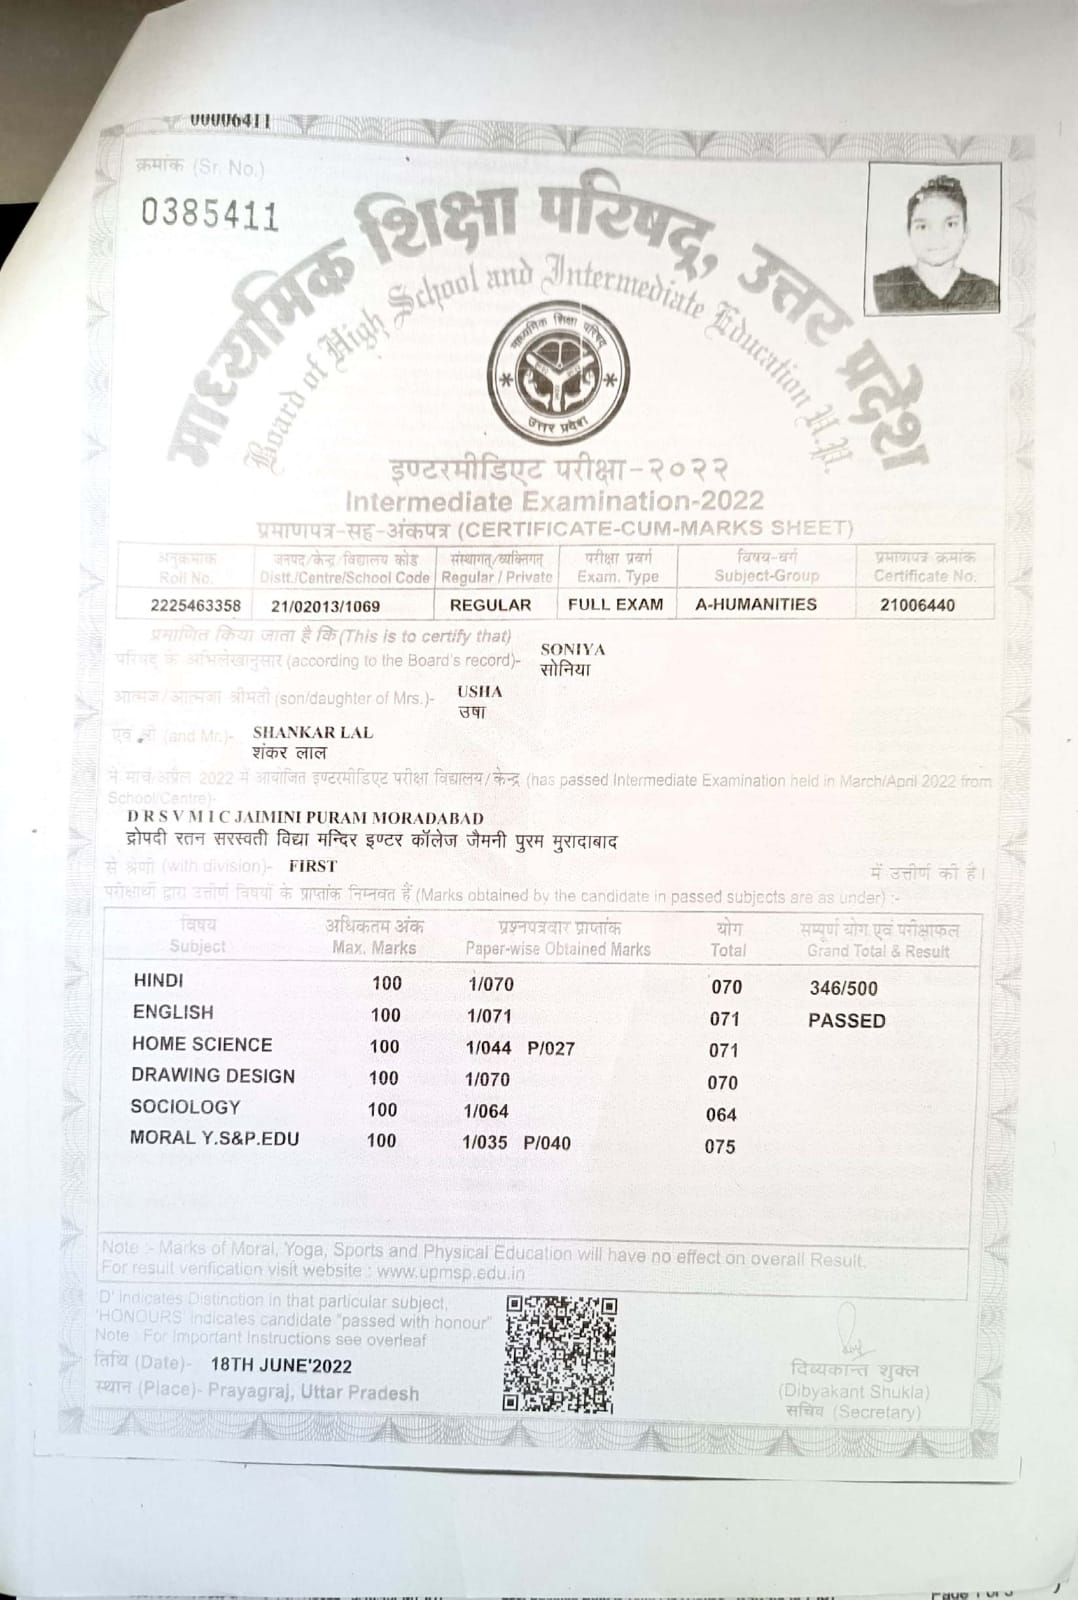 00006411
क्रमांक (Sr. No.)
0385411
माध्यमिक शिक्षा परिषद्, उत्तर प्रदेश
Board of High School and Intermediate Education U.P.
माध्यमिक शिक्षा परिषद्
उत्तर प्रदेश
इण्टरमीडिएट परीक्षा-२०२२
Intermediate Examination-2022
प्रमाणपत्र-सह-अंकपत्र (CERTIFICATE-CUM-MARKS SHEET)
अनुक्रमांक जनपद/केन्द्र/विद्यालय कोड संस्थागत/व्यक्तिगत परीक्षा प्रवर्ग विषय-वर्ग प्रमाणपत्र क्रमांक
Roll No. Distt./Centre/School Code Regular / Private Exam. Type Subject-Group Certificate No.
2225463358 21/02013/1069 REGULAR FULL EXAM A-HUMANITIES 21006440
प्रमाणित किया जाता है कि (This is to certify that)
परिषद् के अभिलेखानुसार (according to the Board's record)- SONIYA
सोनिया
आत्मज/आत्मजा श्रीमती (son/daughter of Mrs.)- USHA
उषा
एवं श्री (and Mr.)- SHANKAR LAL
शंकर लाल
ने मार्च/अप्रैल 2022 में आयोजित इण्टरमीडिएट परीक्षा विद्यालय/केन्द्र (has passed Intermediate Examination held in March/April 2022 from
School/Centre)-
D R S V M I C JAIMINI PURAM MORADABAD
द्रोपदी रतन सरस्वती विद्या मन्दिर इण्टर कॉलेज जैमनी पुरम मुरादाबाद
से श्रेणी (with division)- FIRST में उत्तीर्ण की है।
परीक्षार्थी द्वारा उत्तीर्ण विषयों के प्राप्तांक निम्नवत हैं (Marks obtained by the candidate in passed subjects are as under) :-
विषय अधिकतम अंक प्रश्नपत्रवार प्राप्तांक योग सम्पूर्ण योग एवं परीक्षाफल
Subject Max. Marks Paper-wise Obtained Marks Total Grand Total & Result
HINDI 100 1/070 070 346/500
ENGLISH 100 1/071 071 PASSED
HOME SCIENCE 100 1/044 P/027 071
DRAWING DESIGN 100 1/070 070
SOCIOLOGY 100 1/064 064
MORAL Y.S&P.EDU 100 1/035 P/040 075
Note :- Marks of Moral, Yoga, Sports and Physical Education will have no effect on overall Result.
For result verification visit website : www.upmsp.edu.in
D' indicates Distinction in that particular subject,
'HONOURS' indicates candidate "passed with honour"
Note : For Important Instructions see overleaf
तिथि (Date)- 18TH JUNE'2022
स्थान (Place)- Prayagraj, Uttar Pradesh
दिव्यकान्त शुक्ल
(Dibyakant Shukla)
सचिव (Secretary)